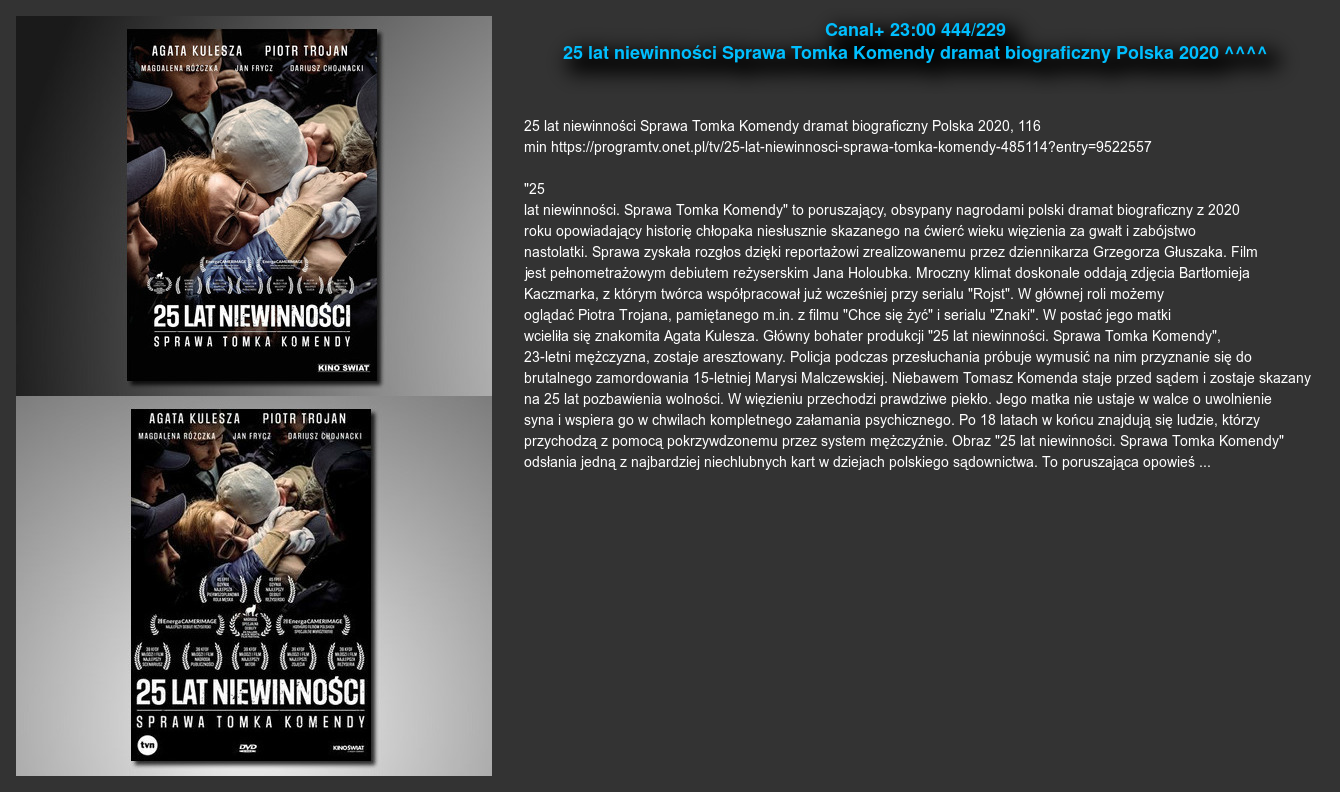 AGATA KULESZA PIOTR TROJAN
MAGDALENA RÓŻCZKA JAN FRYCZ DARIUSZ CHOJNACKI
EnergaCAMERIMAGE EnergaCAMERIMAGE
25 LAT NIEWINNOŚCI
SPRAWA TOMKA KOMENDY
KINO ŚWIAT
AGATA KULESZA PIOTR TROJAN
MAGDALENA RÓŻCZKA JAN FRYCZ DARIUSZ CHOJNACKI
EnergaCAMERIMAGE EnergaCAMERIMAGE
25 LAT NIEWINNOŚCI
SPRAWA TOMKA KOMENDY
tvn DVD KINO ŚWIAT
Canal+ 23:00 444/229
25 lat niewinności Sprawa Tomka Komendy dramat biograficzny Polska 2020 ^^^^
25 lat niewinności Sprawa Tomka Komendy dramat biograficzny Polska 2020, 116
min https://programtv.onet.pl/tv/25-lat-niewinnosci-sprawa-tomka-komendy-485114?entry=9522557
"25
lat niewinności. Sprawa Tomka Komendy" to poruszający, obsypany nagrodami polski dramat biograficzny z 2020
roku opowiadający historię chłopaka niesłusznie skazanego na ćwierć wieku więzienia za gwałt i zabójstwo
nastolatki. Sprawa zyskała rozgłos dzięki reportażowi zrealizowanemu przez dziennikarza Grzegorza Głuszaka. Film
jest pełnometrażowym debiutem reżyserskim Jana Holoubka. Mroczny klimat doskonale oddają zdjęcia Bartłomieja
Kaczmarka, z którym twórca współpracował już wcześniej przy serialu "Rojst". W głównej roli możemy
oglądać Piotra Trojana, pamiętanego m.in. z filmu "Chce się żyć" i serialu "Znaki". W postać jego matki
wcieliła się znakomita Agata Kulesza. Główny bohater produkcji "25 lat niewinności. Sprawa Tomka Komendy",
23-letni mężczyzna, zostaje aresztowany. Policja podczas przesłuchania próbuje wymusić na nim przyznanie się do
brutalnego zamordowania 15-letniej Marysi Malczewskiej. Niebawem Tomasz Komenda staje przed sądem i zostaje skazany
na 25 lat pozbawienia wolności. W więzieniu przechodzi prawdziwe piekło. Jego matka nie ustaje w walce o uwolnienie
syna i wspiera go w chwilach kompletnego załamania psychicznego. Po 18 latach w końcu znajdują się ludzie, którzy
przychodzą z pomocą pokrzywdzonemu przez system mężczyźnie. Obraz "25 lat niewinności. Sprawa Tomka Komendy"
odsłania jedną z najbardziej niechlubnych kart w dziejach polskiego sądownictwa. To poruszająca opowieś ...